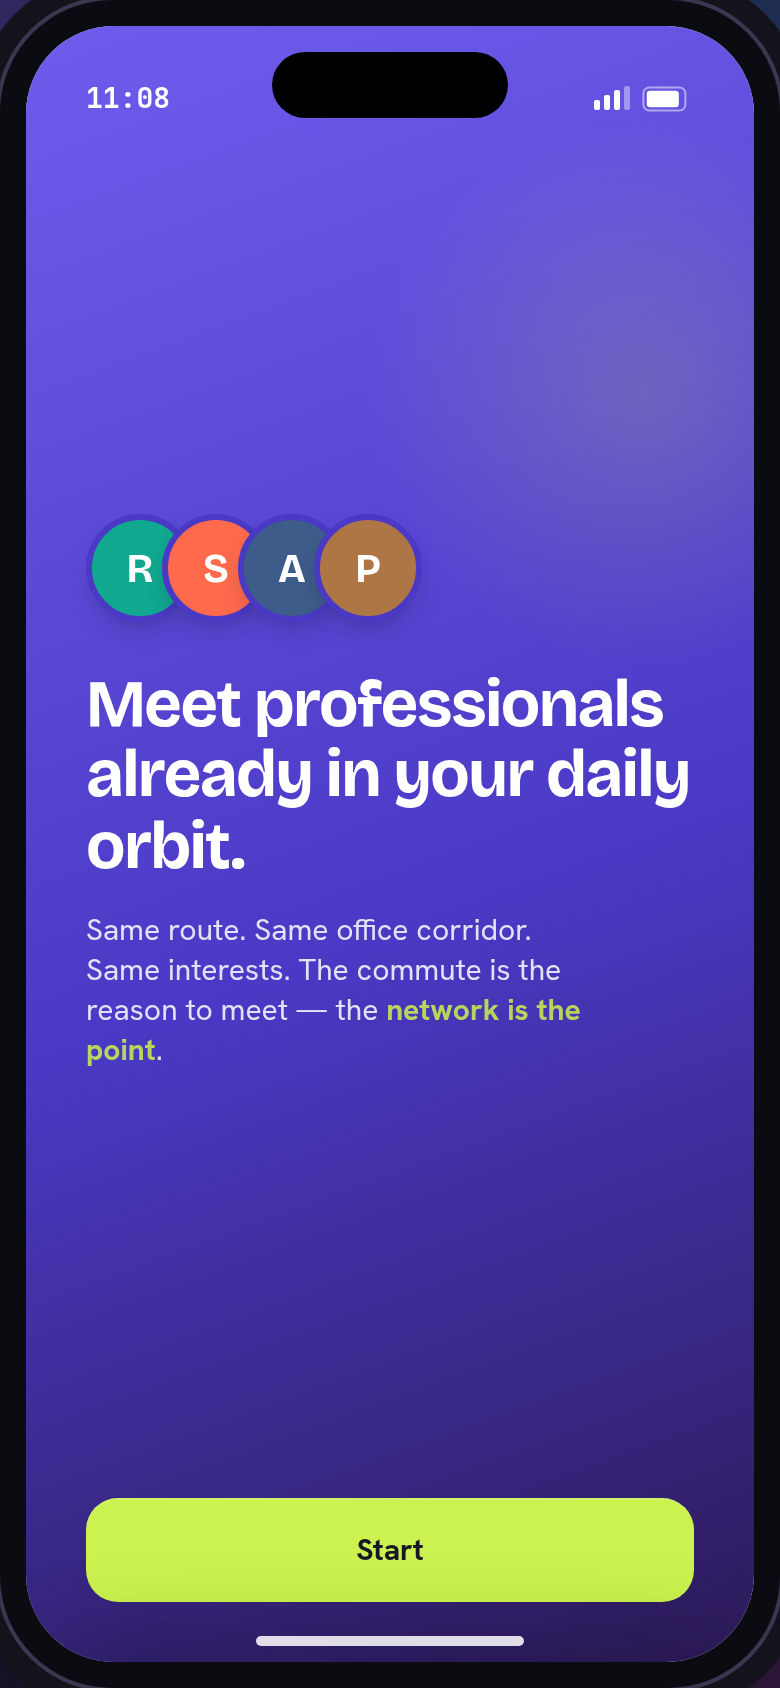 11:08
R S A P
Meet professionals
already in your daily
orbit.
Same route. Same office corridor.
Same interests. The commute is the
reason to meet — the network is the
point.
Start